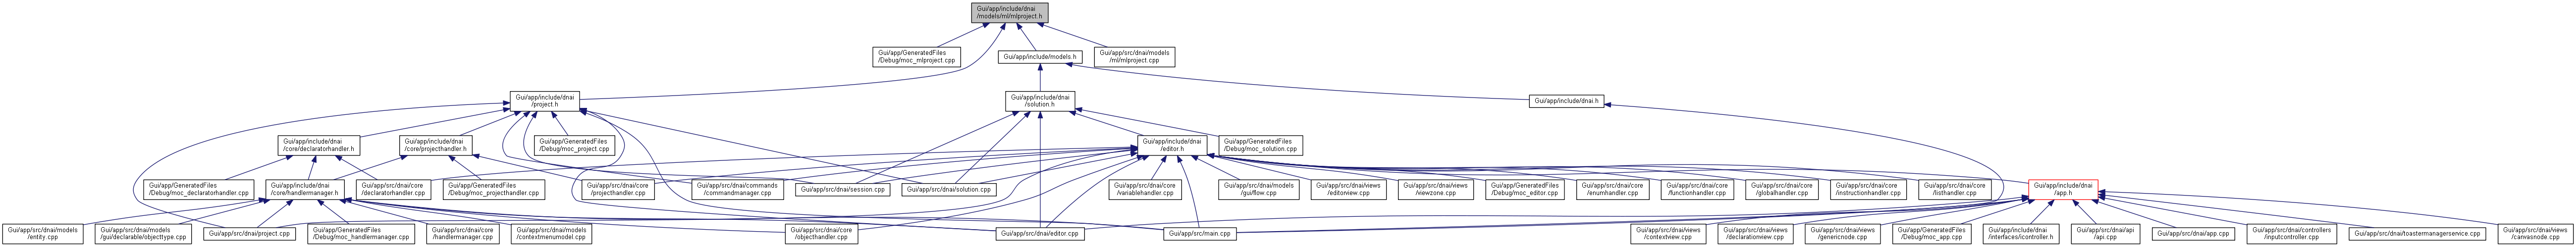 Gui/app/include/dnai
/models/ml/mlproject.h
Gui/app/GeneratedFiles
/Debug/moc_mlproject.cpp
Gui/app/include/models.h
Gui/app/src/dnai/models
/ml/mlproject.cpp
Gui/app/include/dnai
/project.h
Gui/app/include/dnai
/solution.h
Gui/app/include/dnai.h
Gui/app/include/dnai
/core/declaratorhandler.h
Gui/app/include/dnai
/core/projecthandler.h
Gui/app/GeneratedFiles
/Debug/moc_project.cpp
Gui/app/include/dnai
/editor.h
Gui/app/GeneratedFiles
/Debug/moc_solution.cpp
Gui/app/GeneratedFiles
/Debug/moc_declaratorhandler.cpp
Gui/app/include/dnai
/core/handlermanager.h
Gui/app/src/dnai/core
/declaratorhandler.cpp
Gui/app/GeneratedFiles
/Debug/moc_projecthandler.cpp
Gui/app/src/dnai/core
/projecthandler.cpp
Gui/app/src/dnai/commands
/commandmanager.cpp
Gui/app/src/dnai/session.cpp
Gui/app/src/dnai/solution.cpp
Gui/app/src/dnai/core
/variablehandler.cpp
Gui/app/src/dnai/models
/gui/flow.cpp
Gui/app/src/dnai/views
/editorview.cpp
Gui/app/src/dnai/views
/viewzone.cpp
Gui/app/GeneratedFiles
/Debug/moc_editor.cpp
Gui/app/src/dnai/core
/enumhandler.cpp
Gui/app/src/dnai/core
/functionhandler.cpp
Gui/app/src/dnai/core
/globalhandler.cpp
Gui/app/src/dnai/core
/instructionhandler.cpp
Gui/app/src/dnai/core
/listhandler.cpp
Gui/app/include/dnai
/app.h
Gui/app/src/dnai/models
/entity.cpp
Gui/app/src/dnai/models
/gui/declarable/objecttype.cpp
Gui/app/src/dnai/project.cpp
Gui/app/GeneratedFiles
/Debug/moc_handlermanager.cpp
Gui/app/src/dnai/core
/handlermanager.cpp
Gui/app/src/dnai/models
/contextmenumodel.cpp
Gui/app/src/dnai/core
/objecthandler.cpp
Gui/app/src/dnai/editor.cpp
Gui/app/src/main.cpp
Gui/app/src/dnai/views
/contextview.cpp
Gui/app/src/dnai/views
/declarationview.cpp
Gui/app/src/dnai/views
/genericnode.cpp
Gui/app/GeneratedFiles
/Debug/moc_app.cpp
Gui/app/include/dnai
/interfaces/icontroller.h
Gui/app/src/dnai/api
/api.cpp
Gui/app/src/dnai/app.cpp
Gui/app/src/dnai/controllers
/inputcontroller.cpp
Gui/app/src/dnai/toastermanagerservice.cpp
Gui/app/src/dnai/views
/canvasnode.cpp